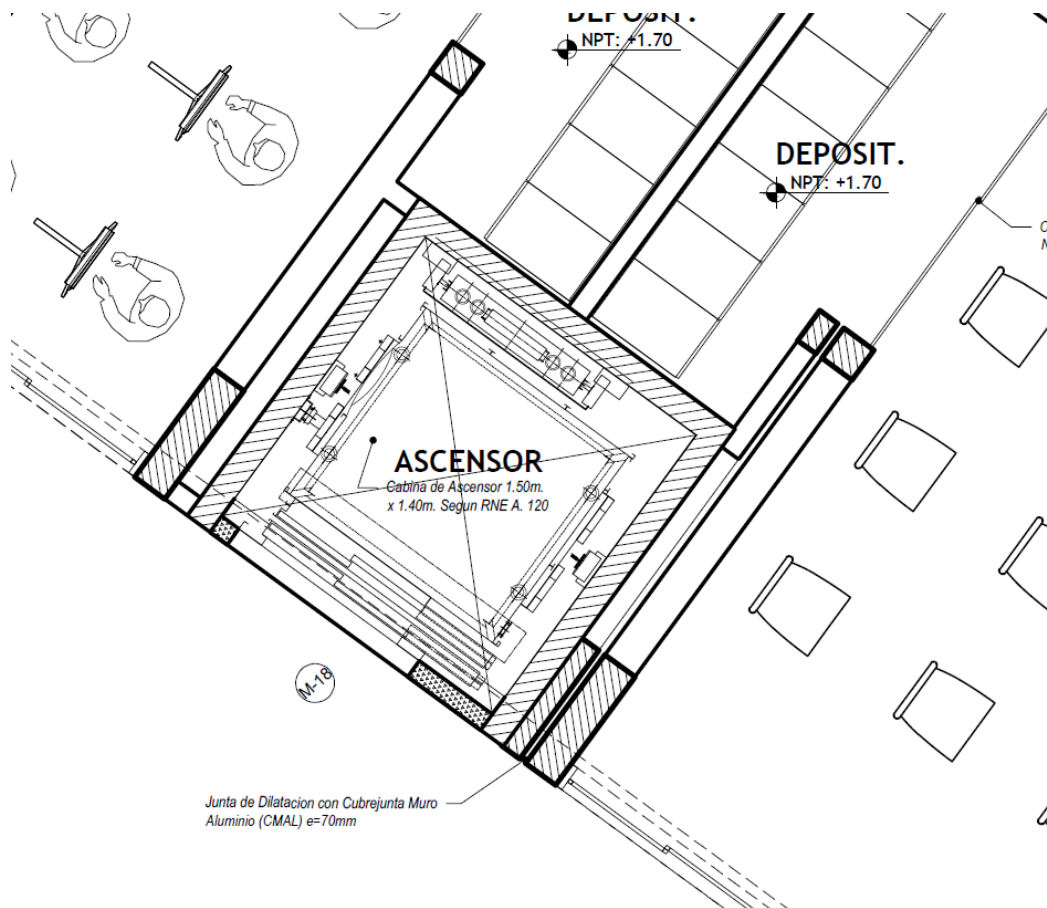 DEPOSIT.
NPT: +1.70
DEPOSIT.
NPT: +1.70
ASCENSOR
Cabina de Ascensor 1.50m.
x 1.40m. Segun RNE A. 120
M-18
Junta de Dilatacion con Cubrejunta Muro
Aluminio (CMAL) e=70mm